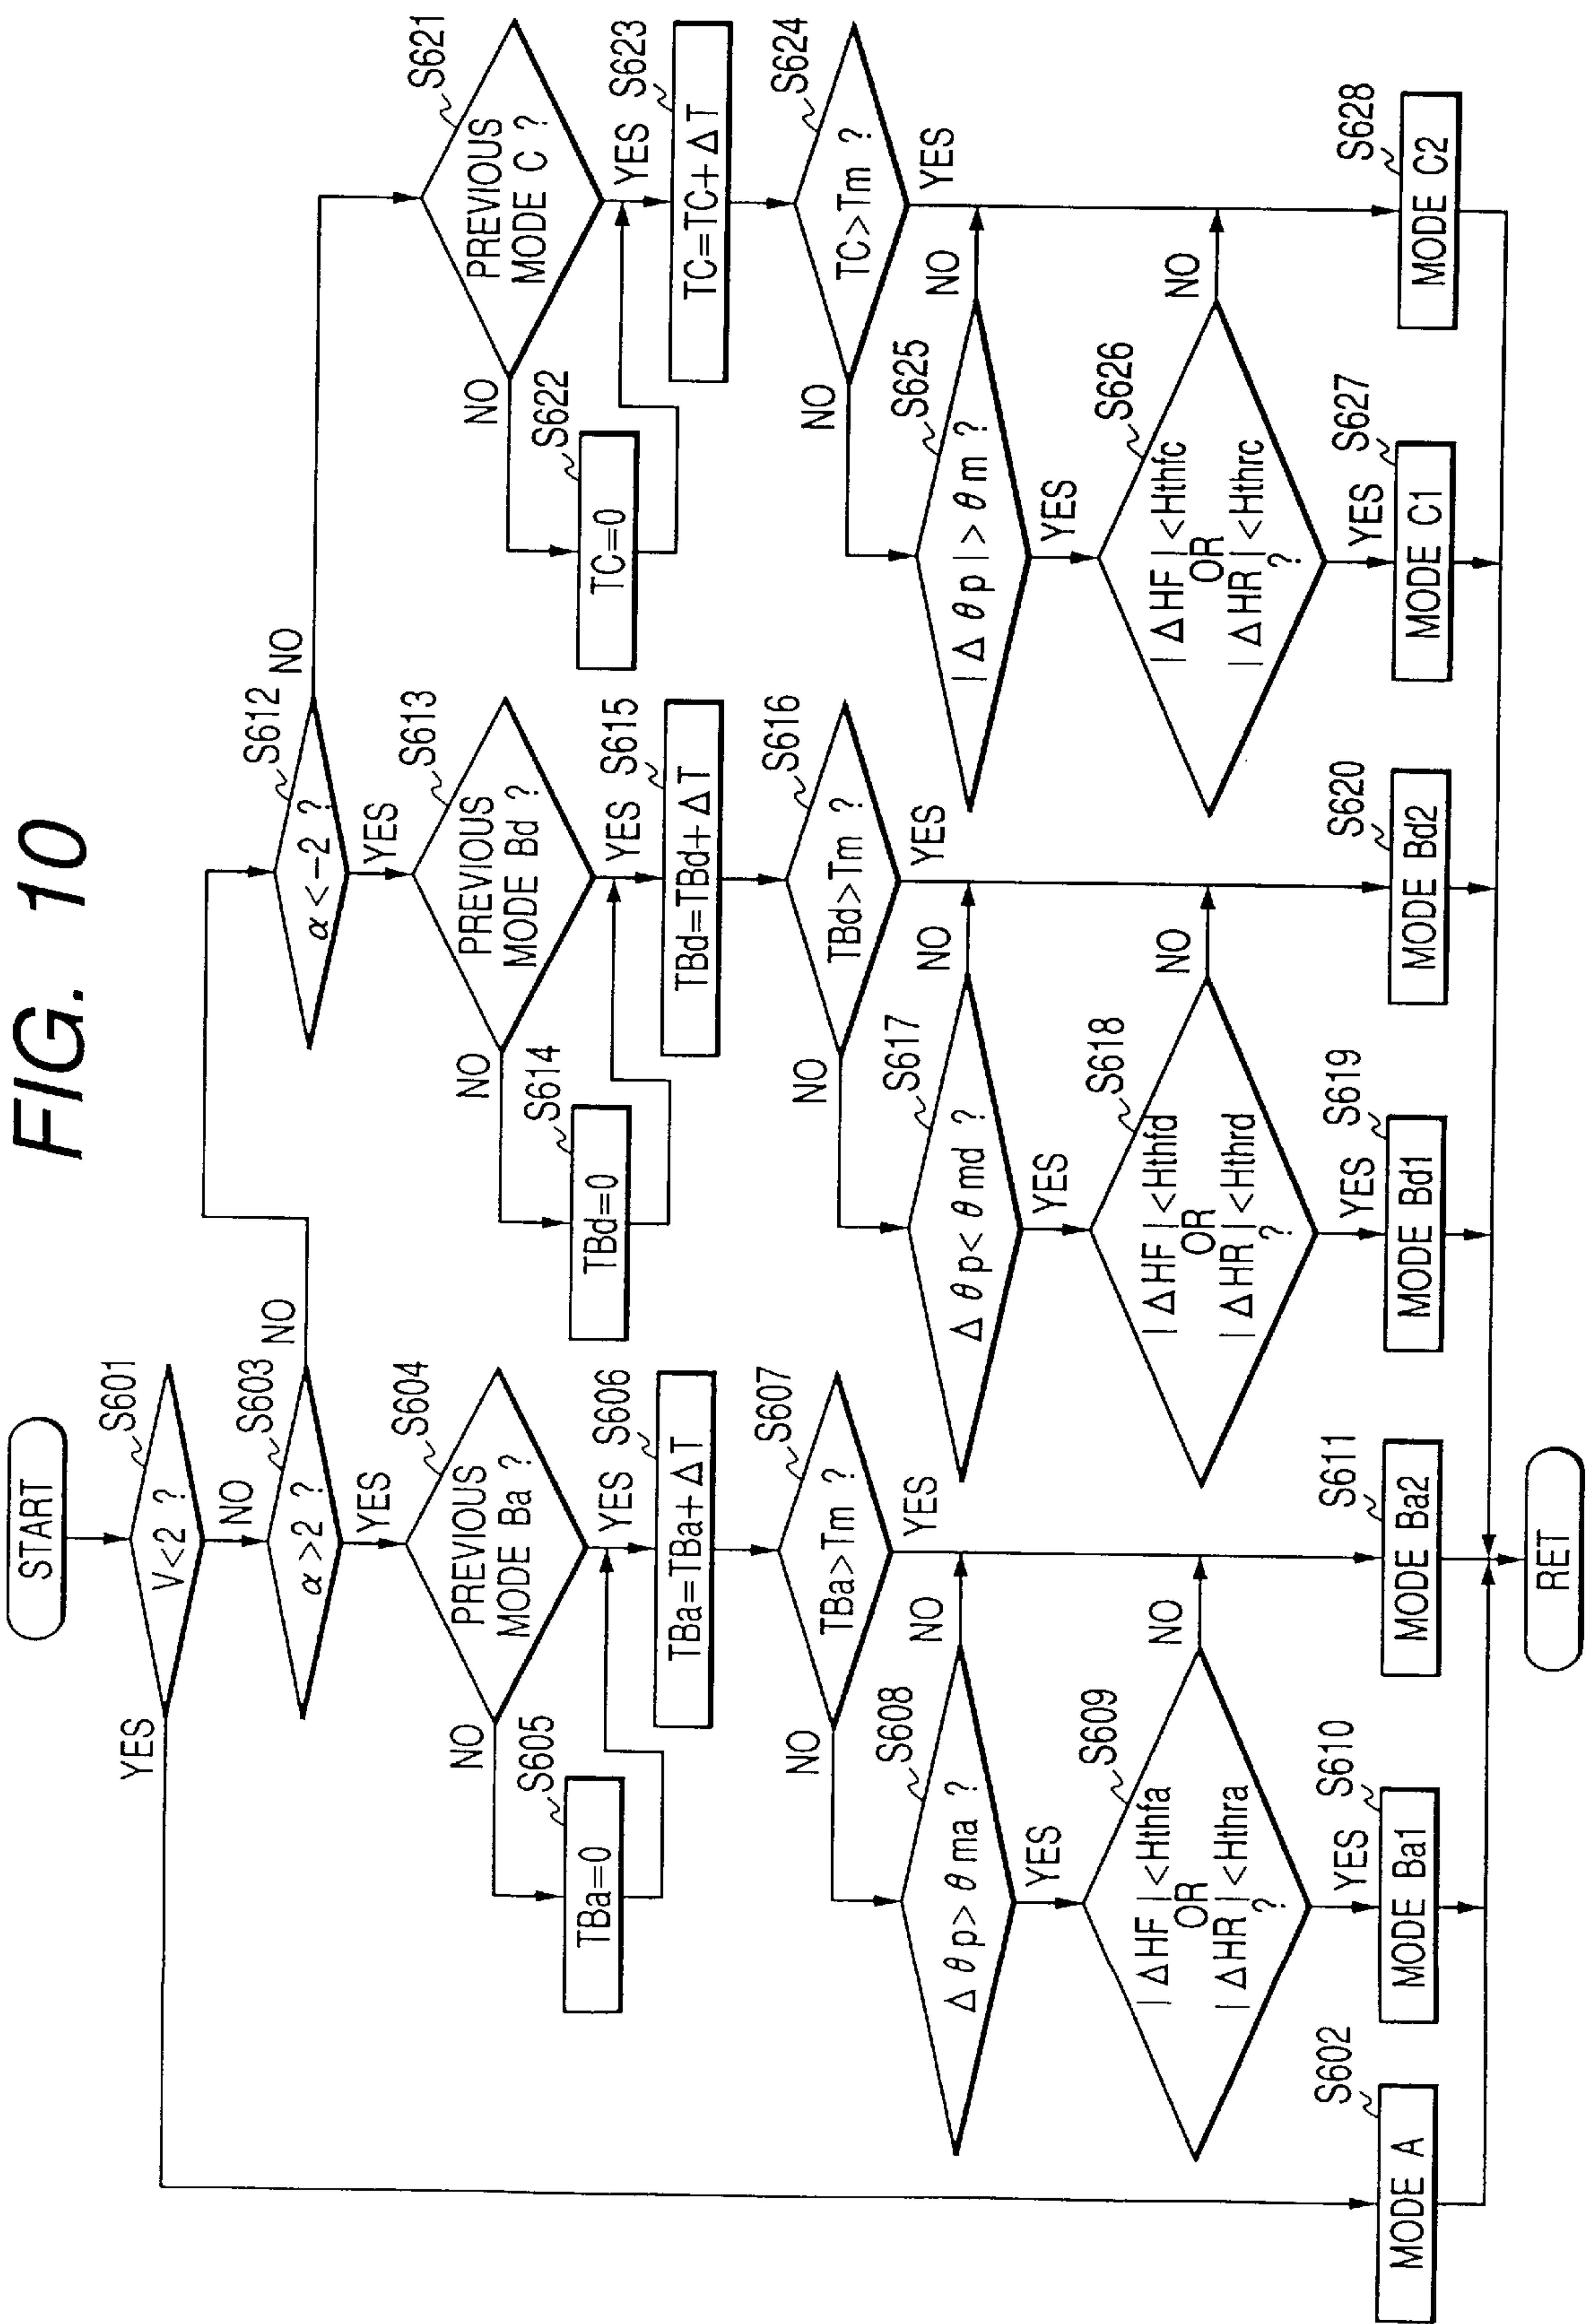 FIG. 10
START
S601
V<2 ?
YES
NO
S603
α>2 ?
NO
YES
S604
PREVIOUS
MODE Ba ?
NO
S605
TBa=0
YES
S606
TBa=TBa+ΔT
S607
TBa>Tm ?
NO
YES
S608
Δθp>θma ?
NO
YES
S609
|ΔHF|<Hthfa
OR
|ΔHR|<Hthra
?
NO
YES
S602
MODE A
S610
MODE Ba1
S611
MODE Ba2
RET
S612
α<-2 ?
NO
YES
S613
PREVIOUS
MODE Bd ?
NO
S614
TBd=0
YES
S615
TBd=TBd+ΔT
S616
TBd>Tm ?
NO
YES
S617
Δθp<θmd ?
NO
YES
S618
|ΔHF|<Hthfd
OR
|ΔHR|<Hthrd
?
NO
YES
S619
MODE Bd1
S620
MODE Bd2
S621
PREVIOUS
MODE C ?
NO
S622
TC=0
YES
S623
TC=TC+ΔT
S624
TC>Tm ?
NO
YES
S625
|Δθp|>θm ?
NO
YES
S626
|ΔHF|<Hthfc
OR
|ΔHR|<Hthrc
?
NO
YES
S627
MODE C1
S628
MODE C2